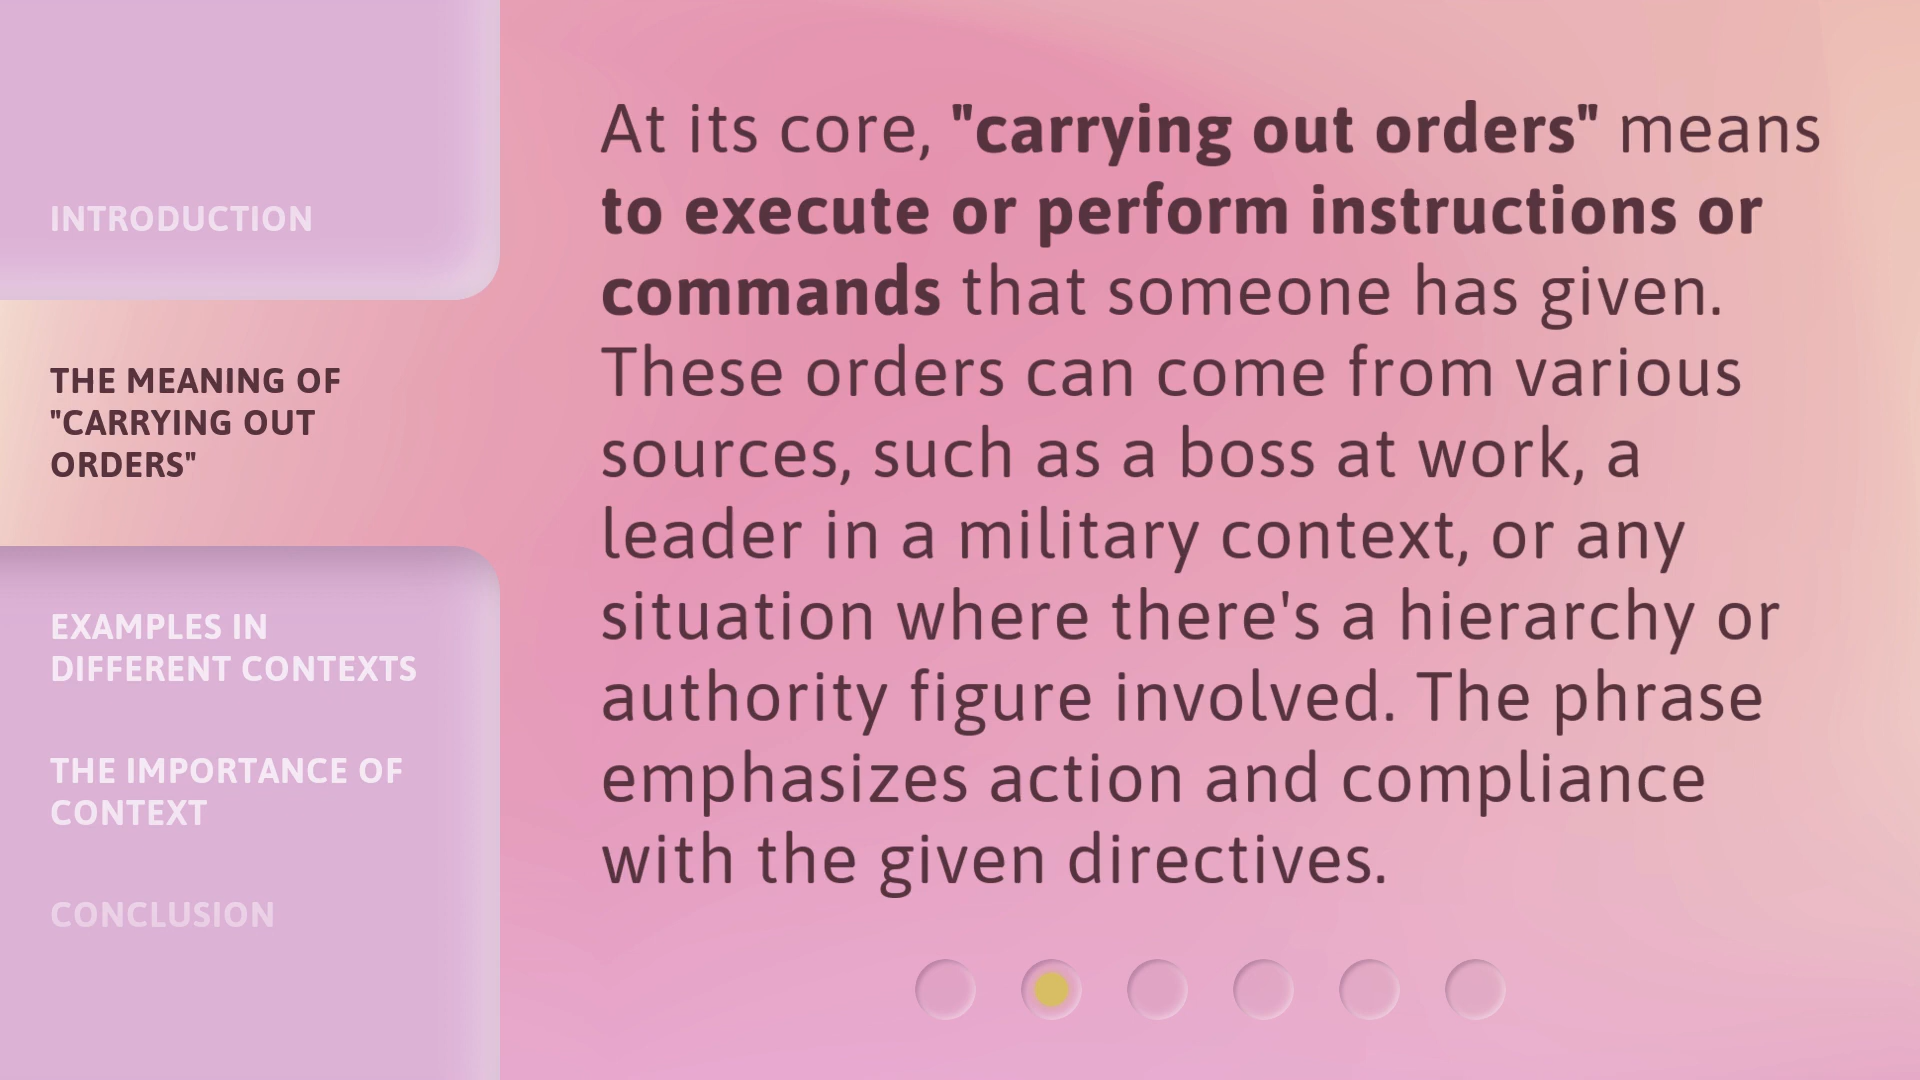 INTRODUCTION
THE MEANING OF
"CARRYING OUT
ORDERS"
EXAMPLES IN
DIFFERENT CONTEXTS
THE IMPORTANCE OF
CONTEXT
CONCLUSION
At its core, "carrying out orders" means
to execute or perform instructions or
commands that someone has given.
These orders can come from various
sources, such as a boss at work, a
leader in a military context, or any
situation where there's a hierarchy or
authority figure involved. The phrase
emphasizes action and compliance
with the given directives.